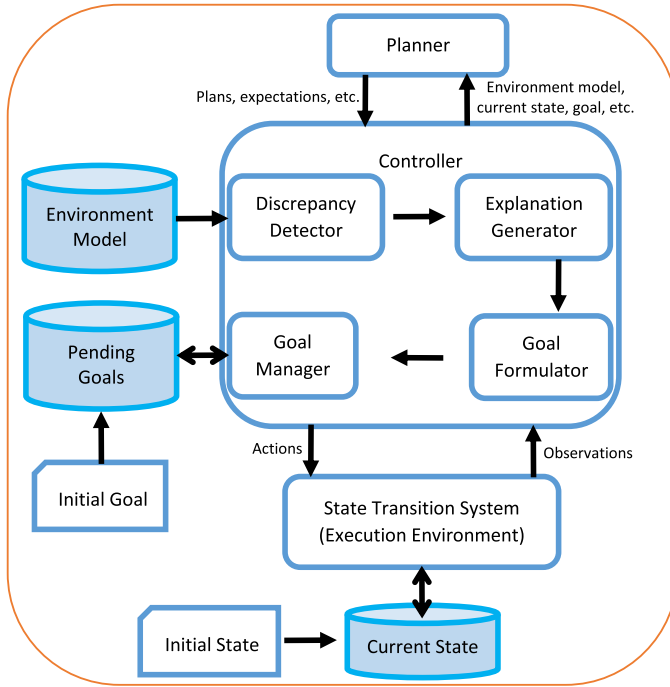 Planner
Plans, expectations, etc.
Environment model,
current state, goal, etc.
Controller
Environment
Model
Discrepancy
Detector
Explanation
Generator
Pending
Goals
Goal
Manager
Goal
Formulator
Actions
Observations
Initial Goal
State Transition System
(Execution Environment)
Initial State
Current State